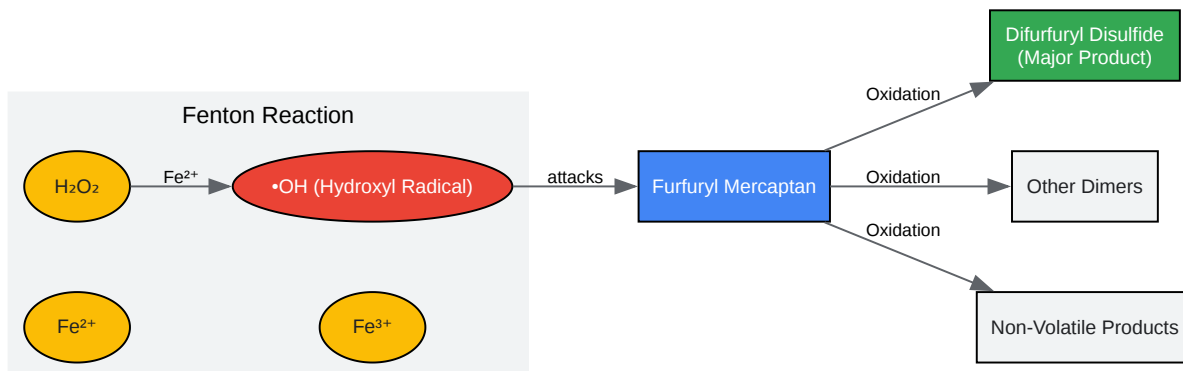 Difurfuryl Disulfide
(Major Product)
Oxidation
Fenton Reaction
H₂O₂
Fe²⁺
•OH (Hydroxyl Radical)
attacks
Furfuryl Mercaptan
Oxidation
Other Dimers
Oxidation
Fe²⁺
Fe³⁺
Non-Volatile Products